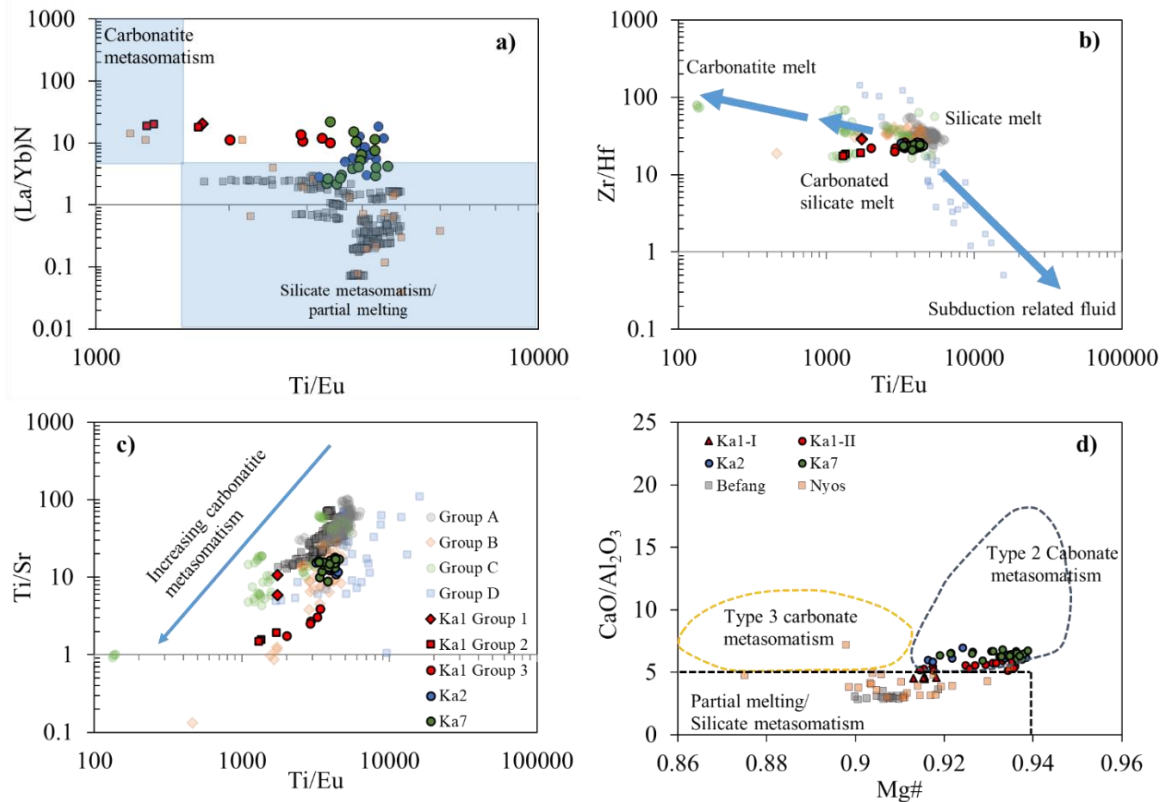 a)
Carbonatite
metasomatism
Silicate metasomatism/
partial melting
1000
100
10
1
0.1
0.01
(La/Yb)N
1000
10000
Ti/Eu
b)
Carbonatite melt
Silicate melt
Carbonated
silicate melt
Subduction related fluid
1000
100
10
1
0.1
Zr/Hf
100
1000
10000
100000
Ti/Eu
c)
Increasing carbonatite
metasomatism
Group A
Group B
Group C
Group D
Ka1 Group 1
Ka1 Group 2
Ka1 Group 3
Ka2
Ka7
1000
100
10
1
0.1
Ti/Sr
100
1000
10000
100000
Ti/Eu
d)
Ka1-I
Ka1-II
Ka2
Ka7
Befang
Nyos
Type 2 Cabonate
metasomatism
Type 3 carbonate
metasomatism
Partial melting/
Silicate metasomatism
25
20
15
10
5
0
CaO/Al₂O₃
0.86
0.88
0.9
0.92
0.94
0.96
Mg#